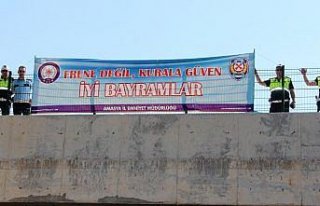 FRENE DEĞİL, KURALA GÜVEN
İYİ BAYRAMLAR
AMASYA İL EMNİYET MÜDÜRLÜĞÜ